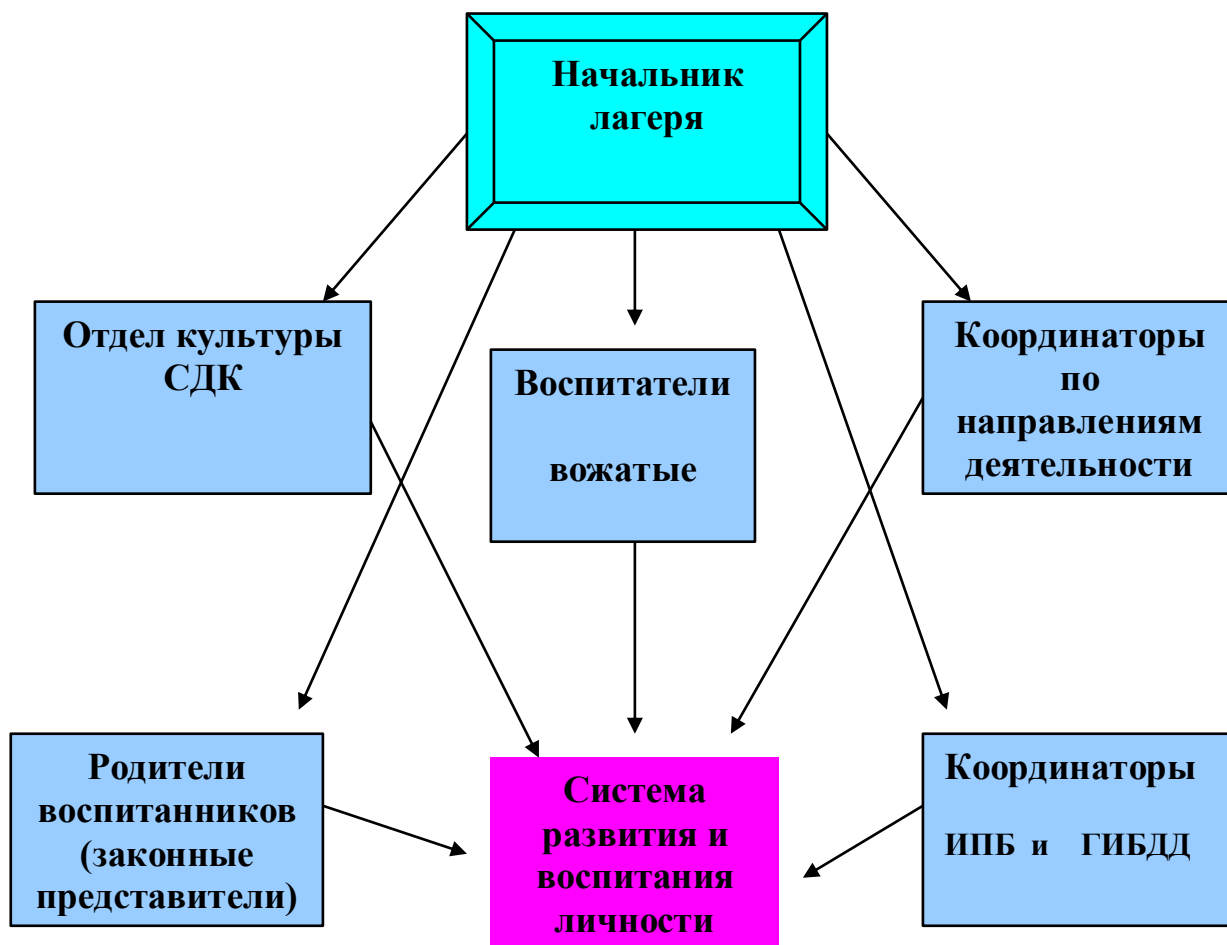 Начальник
лагеря
Отдел культуры
СДК
Воспитатели
вожатые
Координаторы
по
направлениям
деятельности
Родители
воспитанников
(законные
представители)
Система
развития и
воспитания
личности
Координаторы
ИПБ и ГИБДД